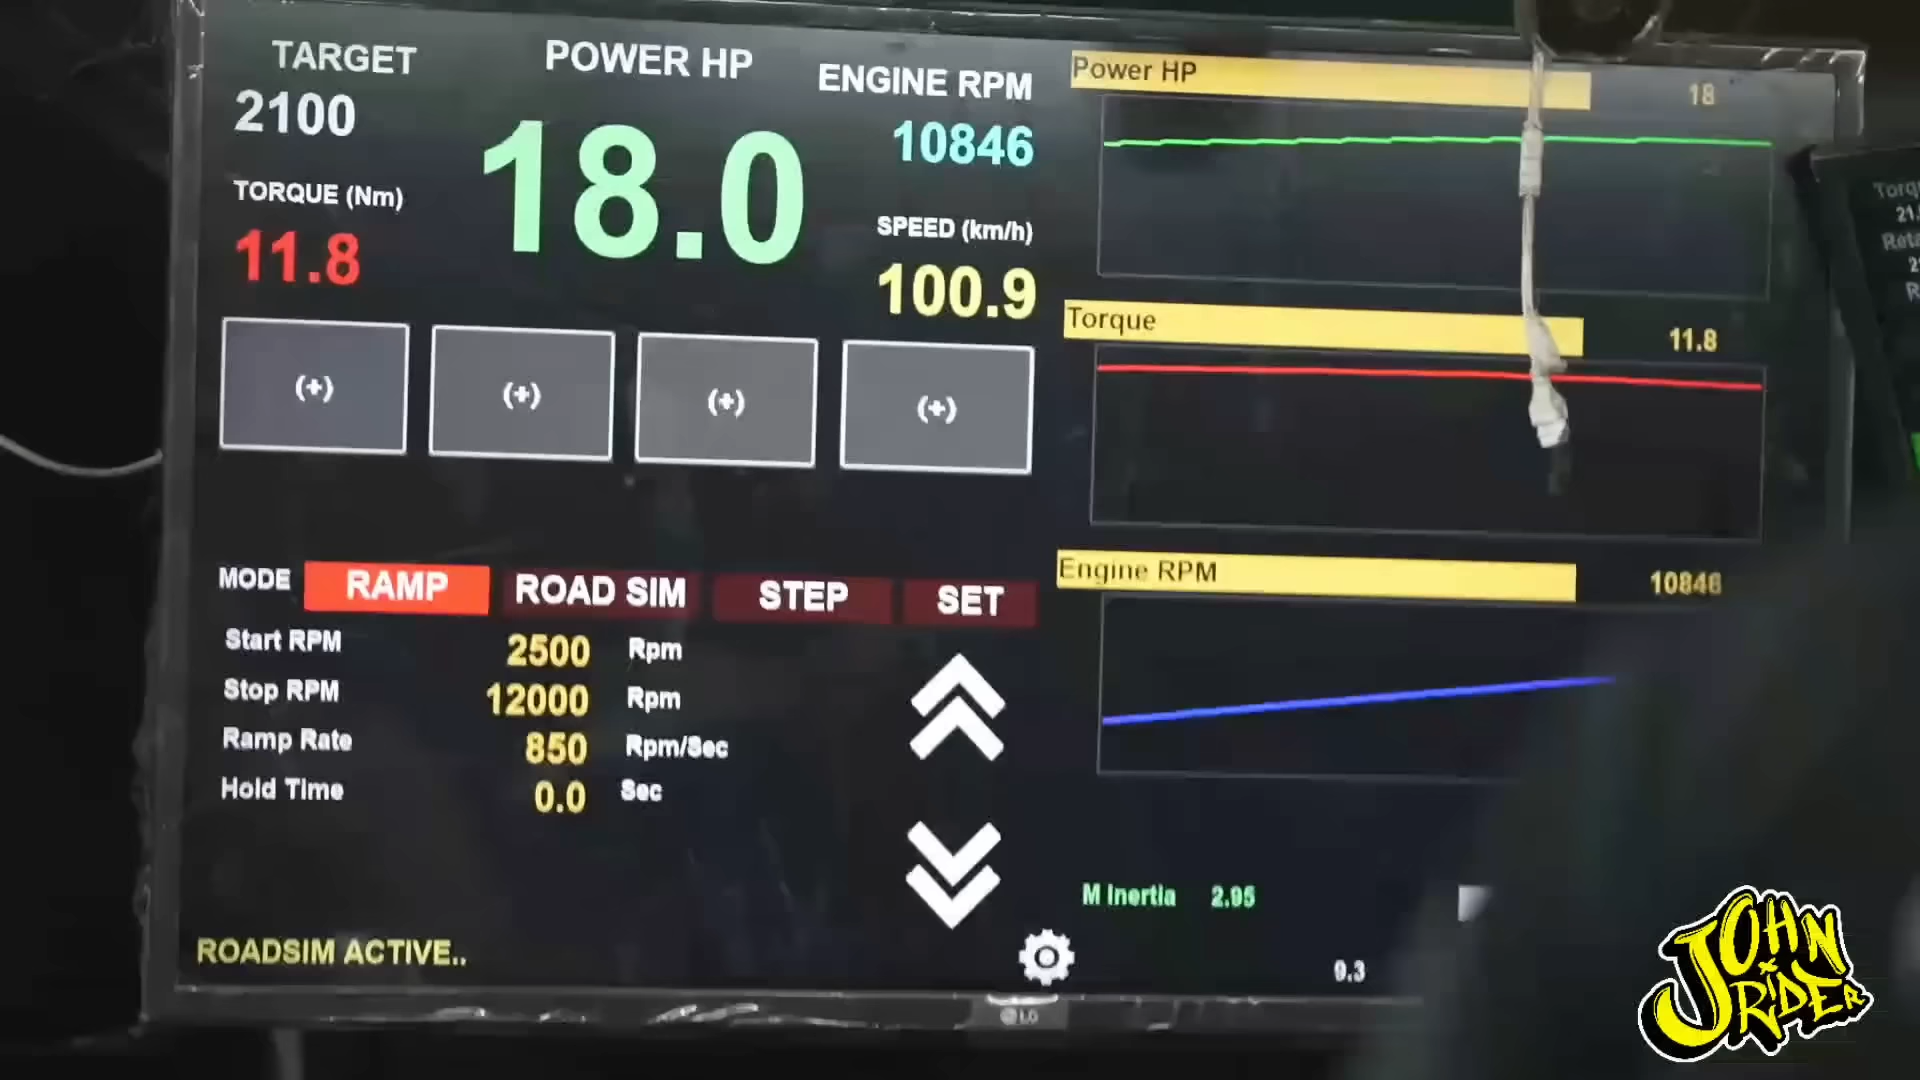 TARGET
2100
POWER HP
18.0
ENGINE RPM
10846
TORQUE (Nm)
11.8
SPEED (km/h)
100.9
(+) (+) (+) (+)
MODE RAMP ROAD SIM STEP SET
Start RPM 2500 Rpm
Stop RPM 12000 Rpm
Ramp Rate 850 Rpm/Sec
Hold Time 0.0 Sec
ROADSIM ACTIVE..
Power HP 18
Torque 11.8
Engine RPM 10846
M Inertia 2.95
9.3
LG
JOHN
RIDER